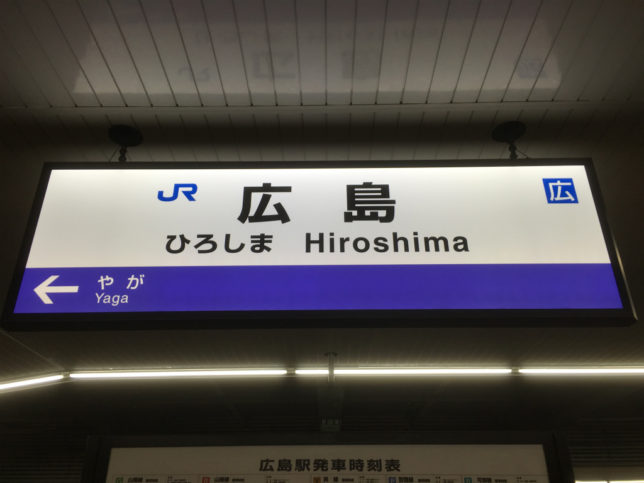 JR 広島 広
ひろしま Hiroshima
← やが
Yaga
広島駅発車時刻表